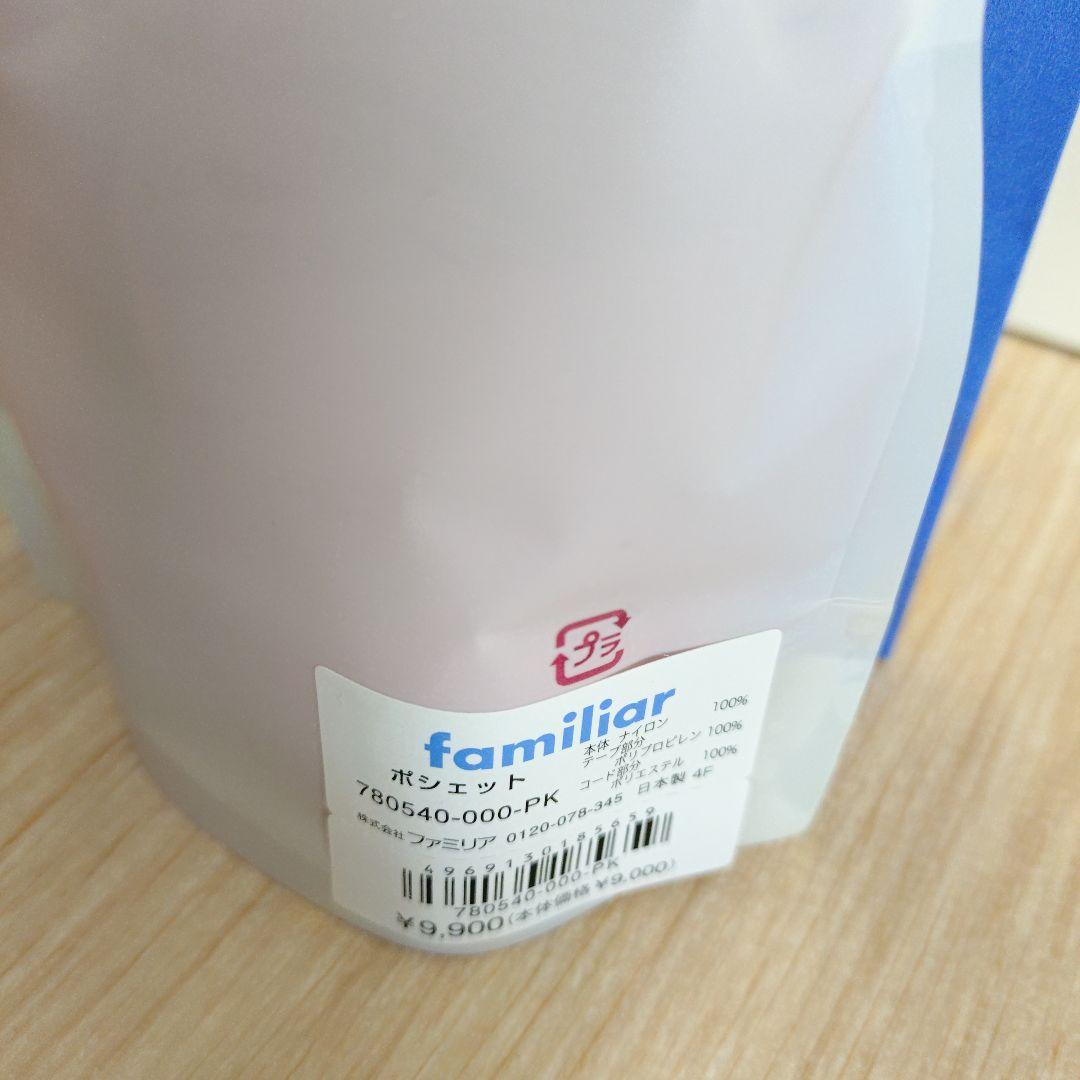 プラ
familiar
ポシェット
780540-000-PK
本体 ナイロン 100%
テープ部分
ポリプロピレン 100%
コード部分
ポリエステル 100%
株式会社 ファミリア 0120-078-345 日本製 4F
4969130185659
780540-000-PK
¥9,900(本体価格 ¥9,000)